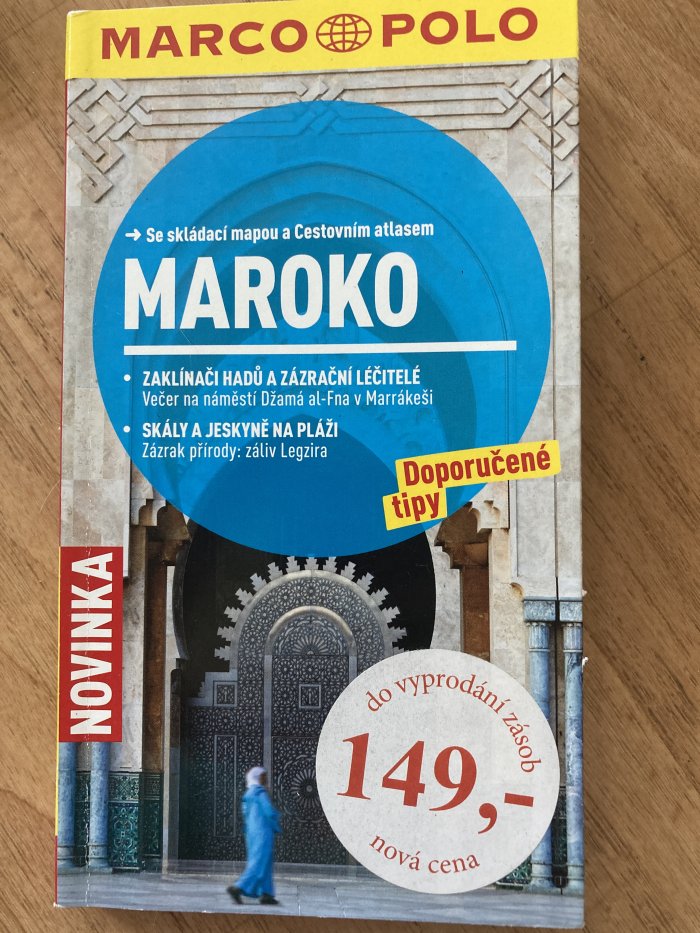 MARCO POLO
➔ Se skládací mapou a Cestovním atlasem
MAROKO
• ZAKLÍNAČI HADŮ A ZÁZRAČNÍ LÉČITELÉ
Večer na náměstí Džamá al-Fna v Marrákeši
• SKÁLY A JESKYNĚ NA PLÁŽI
Zázrak přírody: záliv Legzira
Doporučené
tipy
NOVINKA
do vyprodání zásob
149,-
nová cena